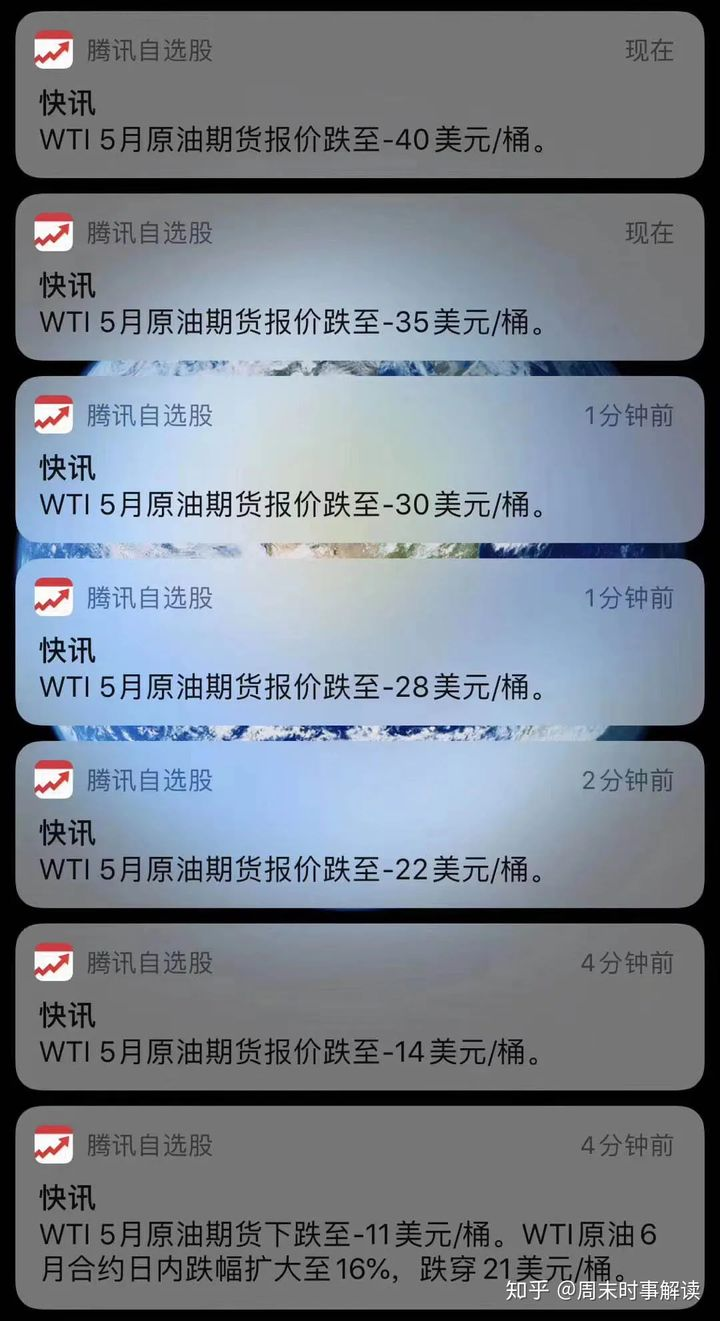 腾讯自选股 现在
快讯
WTI 5月原油期货报价跌至-40美元/桶。
腾讯自选股 现在
快讯
WTI 5月原油期货报价跌至-35美元/桶。
腾讯自选股 1分钟前
快讯
WTI 5月原油期货报价跌至-30美元/桶。
腾讯自选股 1分钟前
快讯
WTI 5月原油期货报价跌至-28美元/桶。
腾讯自选股 2分钟前
快讯
WTI 5月原油期货报价跌至-22美元/桶。
腾讯自选股 4分钟前
快讯
WTI 5月原油期货报价跌至-14美元/桶。
腾讯自选股 4分钟前
快讯
WTI 5月原油期货下跌至-11美元/桶。WTI原油6
月合约日内跌幅扩大至16%，跌穿21美元/桶。
知乎 @周末时事解读